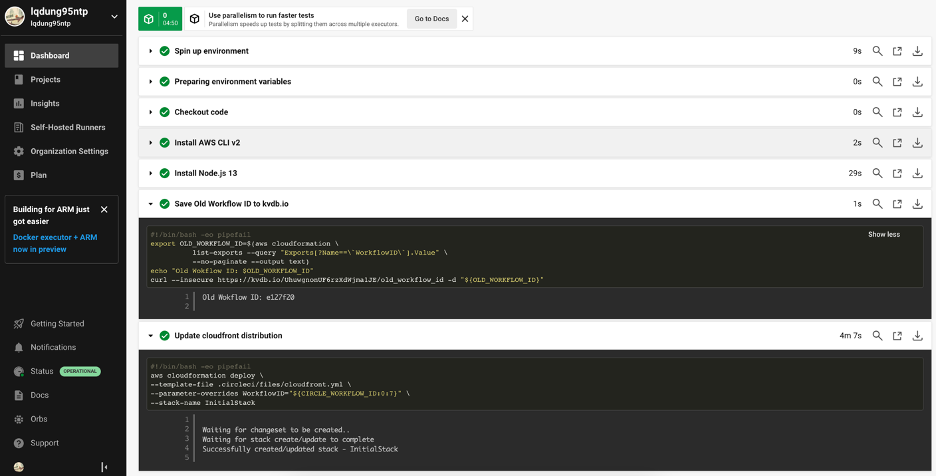 lqdung95ntp
lqdung95ntp
Dashboard
Projects
Insights
Self-Hosted Runners
Organization Settings
Plan
Building for ARM just
got easier
Docker executor + ARM
now in preview
Getting Started
Notifications
Status OPERATIONAL
Docs
Orbs
Support
0
04:50
Use parallelism to run faster tests
Parallelism speeds up tests by splitting them across multiple executors.
Go to Docs
Spin up environment 9s
Preparing environment variables 0s
Checkout code 0s
Install AWS CLI v2 2s
Install Node.js 13 29s
Save Old Workflow ID to kvdb.io 1s
Show less
#!/bin/bash -eo pipefail
export OLD_WORKFLOW_ID=$(aws cloudformation \
list-exports --query "Exports[?Name==\`WorkflowID\`].Value" \
--no-paginate --output text)
echo "Old Wokflow ID: $OLD_WORKFLOW_ID"
curl --insecure https://kvdb.io/UhuwgnonUF6rzXdWjma1JE/old_workflow_id -d "${OLD_WORKFLOW_ID}"
1 Old Wokflow ID: e127f20
2
Update cloudfront distribution 4m 7s
#!/bin/bash -eo pipefail
aws cloudformation deploy \
--template-file .circleci/files/cloudfront.yml \
--parameter-overrides WorkflowID="${CIRCLE_WORKFLOW_ID:0:7}" \
--stack-name InitialStack
1
2 Waiting for changeset to be created..
3 Waiting for stack create/update to complete
4 Successfully created/updated stack - InitialStack
5